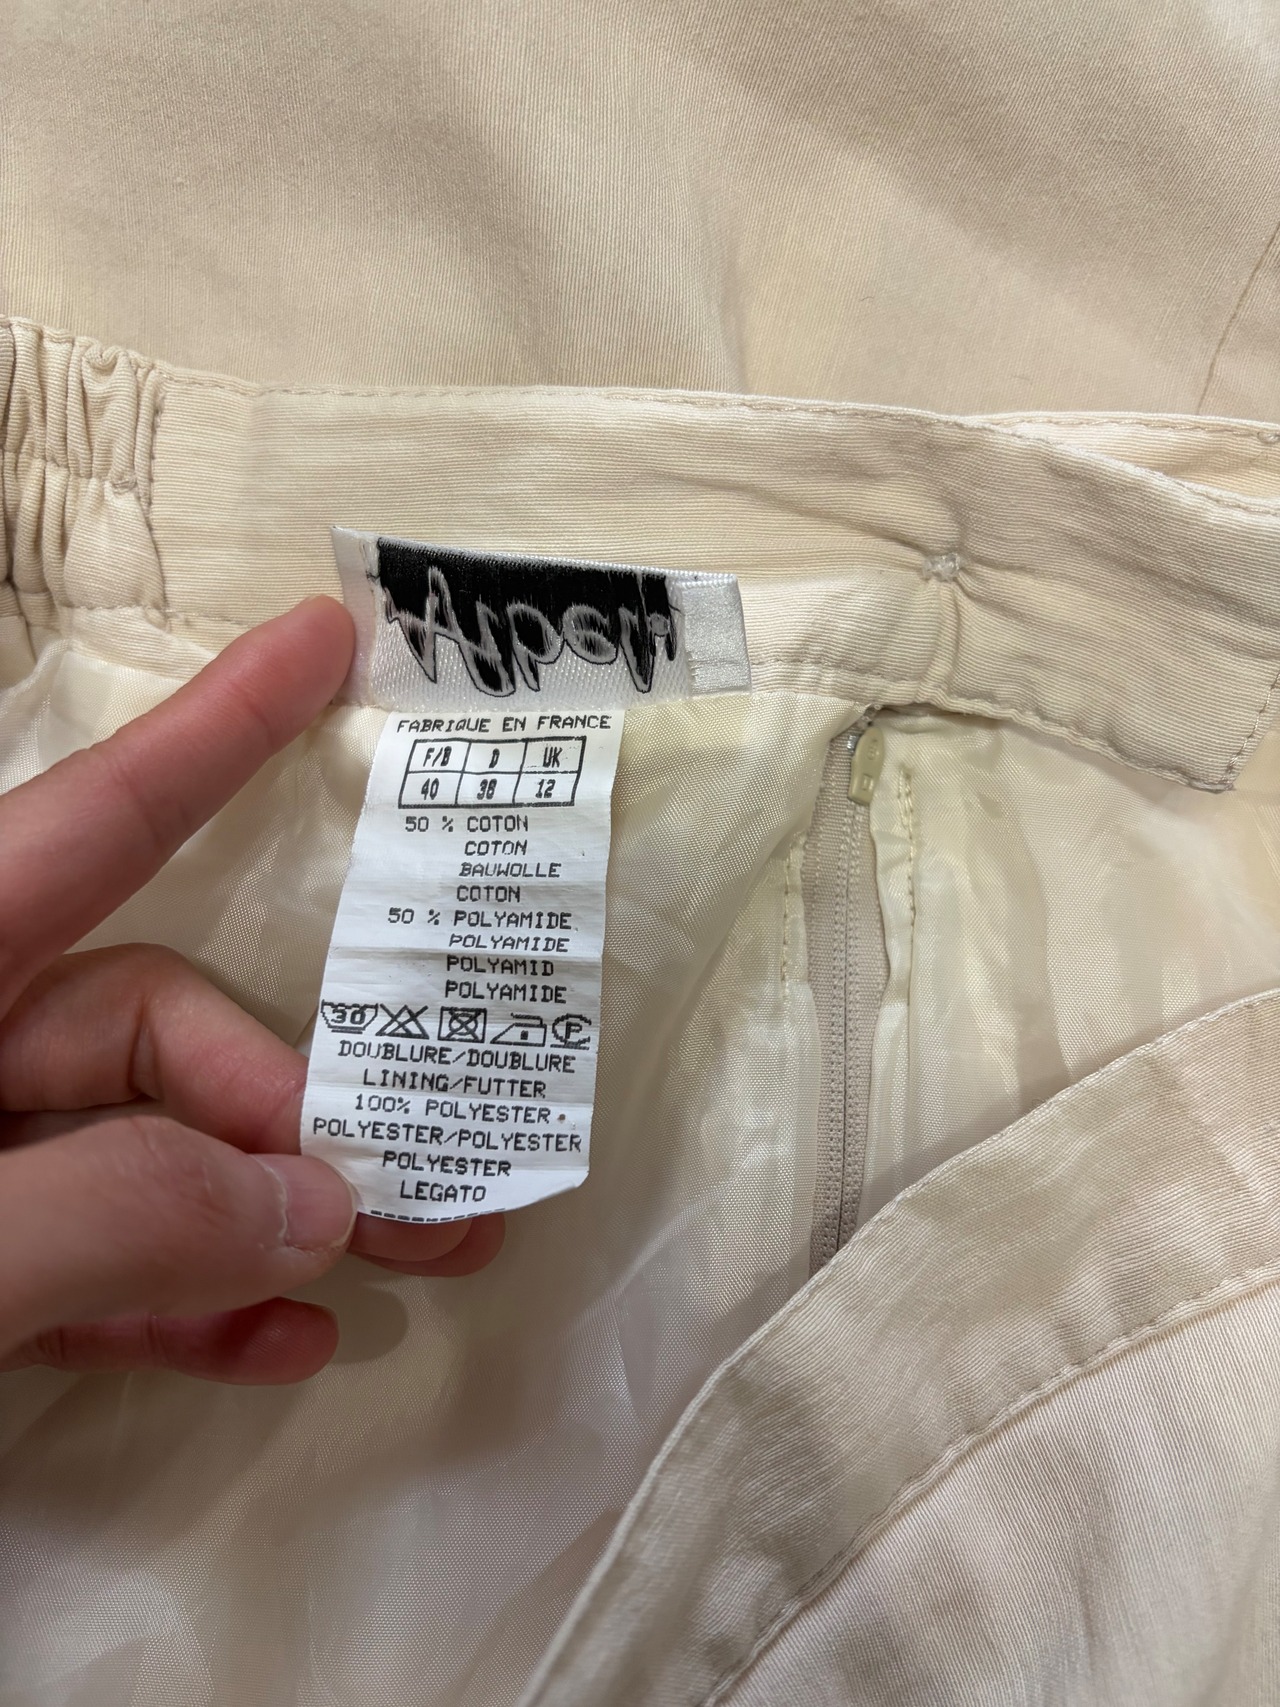 FABRIQUE EN FRANCE
F/B D UK
40 38 12
50 % COTON
COTON
BAUWOLLE
COTON
50 % POLYAMIDE
POLYAMIDE
POLYAMID
POLYAMIDE
30
P
DOUBLURE/DOUBLURE
LINING/FUTTER
100% POLYESTER
POLYESTER/POLYESTER
POLYESTER
LEGATO